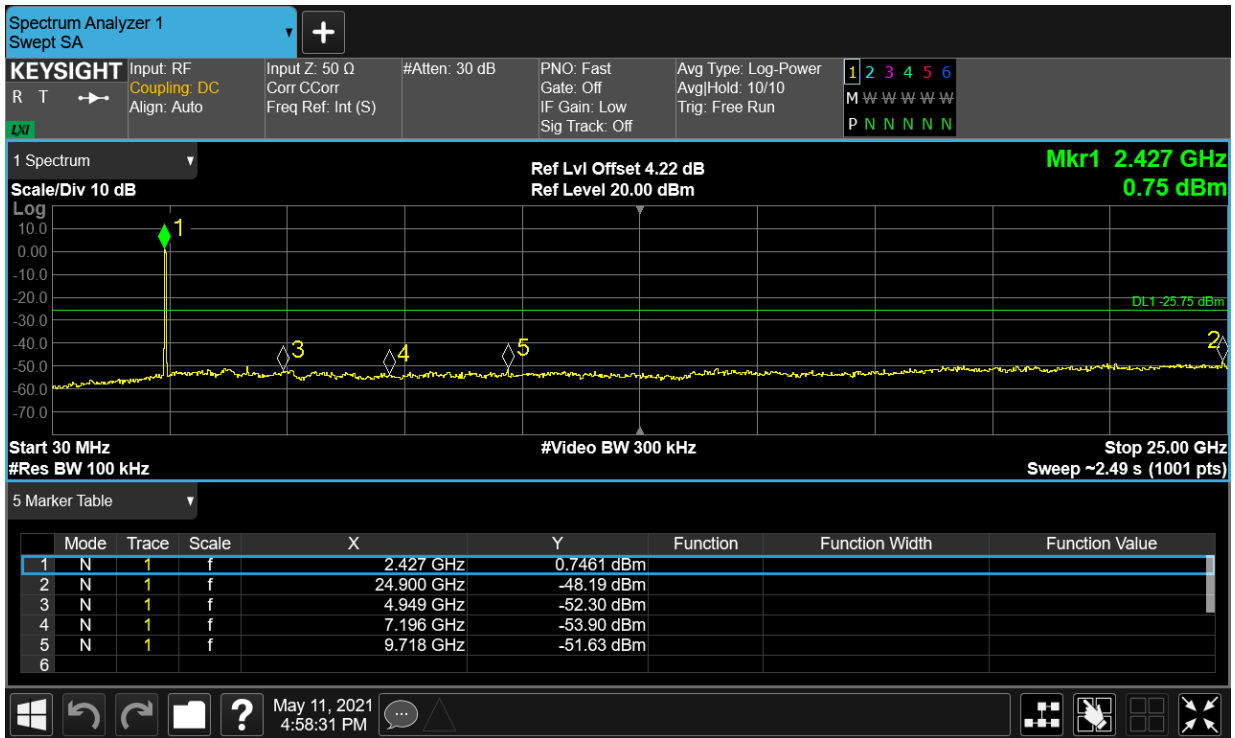 Spectrum Analyzer 1
Swept SA
KEYSIGHT
R T
LXI
Input: RF
Coupling: DC
Align: Auto
Input Z: 50 Ω
Corr CCorr
Freq Ref: Int (S)
#Atten: 30 dB
PNO: Fast
Gate: Off
IF Gain: Low
Sig Track: Off
Avg Type: Log-Power
Avg|Hold: 10/10
Trig: Free Run
1 2 3 4 5 6
M W W W W W
P N N N N N
1 Spectrum
Scale/Div 10 dB
Log
Ref Lvl Offset 4.22 dB
Ref Level 20.00 dBm
Mkr1 2.427 GHz
0.75 dBm
10.0
0.00
-10.0
-20.0
-30.0
-40.0
-50.0
-60.0
-70.0
1
DL1 -25.75 dBm
3
4
5
2
Start 30 MHz
#Res BW 100 kHz
#Video BW 300 kHz
Stop 25.00 GHz
Sweep ~2.49 s (1001 pts)
5 Marker Table
Mode Trace Scale X Y Function Function Width Function Value
1 N 1 f 2.427 GHz 0.7461 dBm
2 N 1 f 24.900 GHz -48.19 dBm
3 N 1 f 4.949 GHz -52.30 dBm
4 N 1 f 7.196 GHz -53.90 dBm
5 N 1 f 9.718 GHz -51.63 dBm
6
?
May 11, 2021
4:58:31 PM